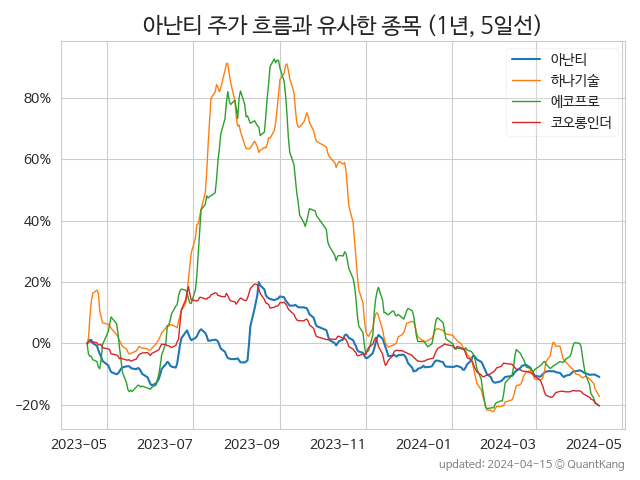 아난티 주가 흐름과 유사한 종목 (1년, 5일선)
아난티
하나기술
에코프로
코오롱인더
80%
60%
40%
20%
0%
−20%
2023-05 2023-07 2023-09 2023-11 2024-01 2024-03 2024-05
updated: 2024-04-15 © QuantKang